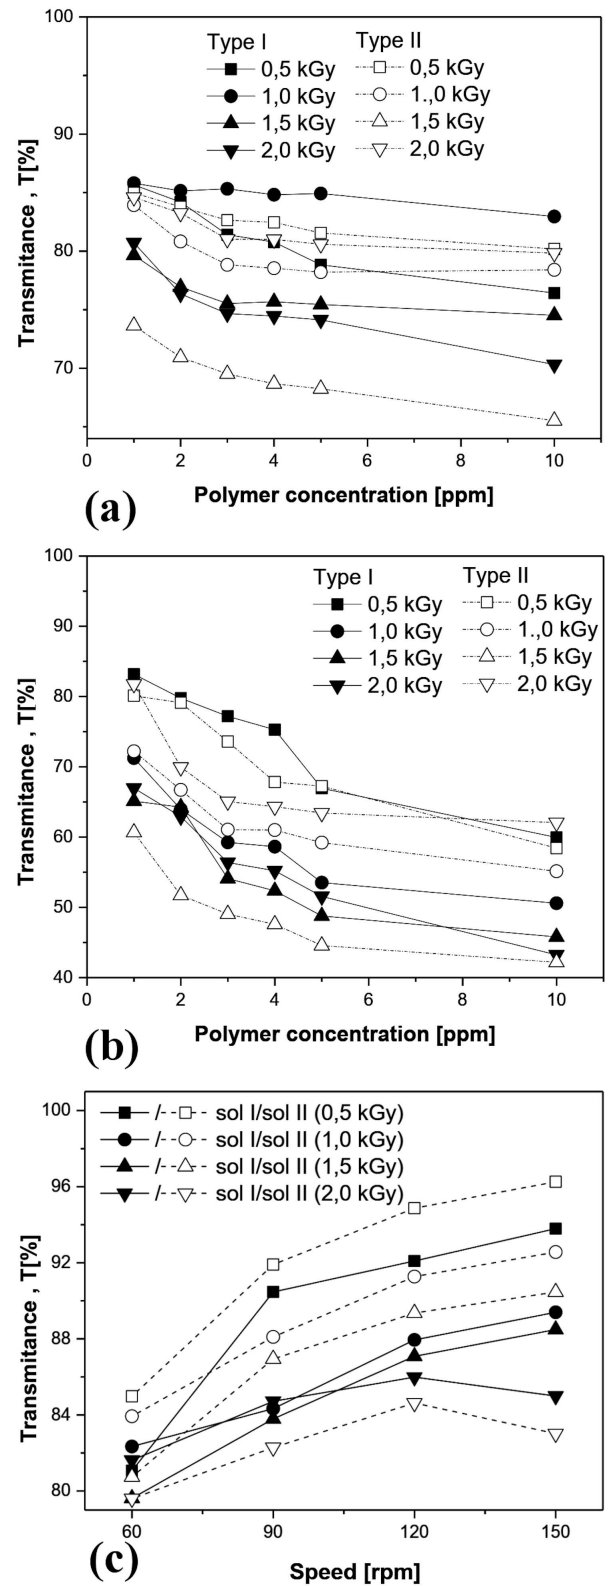 100
90
80
70
Transmitance , T[%]
Type I
0,5 kGy
1,0 kGy
1,5 kGy
2,0 kGy
Type II
0,5 kGy
1.,0 kGy
1,5 kGy
2,0 kGy
0 2 4 6 8 10
Polymer concentration [ppm]
(a)
100
90
80
70
60
50
40
Transmitance , T[%]
Type I
0,5 kGy
1,0 kGy
1,5 kGy
2,0 kGy
Type II
0,5 kGy
1.,0 kGy
1,5 kGy
2,0 kGy
0 2 4 6 8 10
Polymer concentration [ppm]
(b)
100
96
92
88
84
80
Transmitance , T[%]
/ sol I/sol II (0,5 kGy)
/ sol I/sol II (1,0 kGy)
/ sol I/sol II (1,5 kGy)
/ sol I/sol II (2,0 kGy)
60 90 120 150
Speed [rpm]
(c)